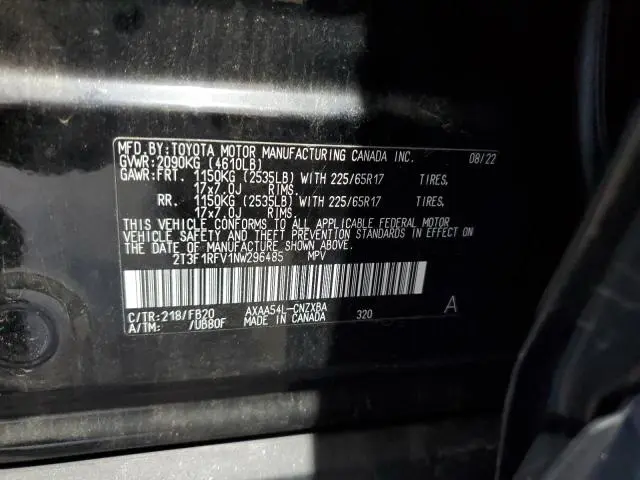 MFD.BY:TOYOTA MOTOR MANUFACTURING CANADA INC. 08/22
GVWR:2090KG (4610LB)
GAWR:FRT. 1150KG (2535LB) WITH 225/65R17 TIRES,
17x7.0J RIMS.
RR. 1150KG (2535LB) WITH 225/65R17 TIRES,
17x7.0J RIMS.
THIS VEHICLE CONFORMS TO ALL APPLICABLE FEDERAL MOTOR
VEHICLE SAFETY AND THEFT PREVENTION STANDARDS IN EFFECT ON
THE DATE OF MANUFACTURE SHOWN ABOVE.
2T3F1RFV1NW296485 MPV
A
C/TR:218/FB20 AXAA54L-CNZXBA 320
A/TM: /UB80F MADE IN CANADA